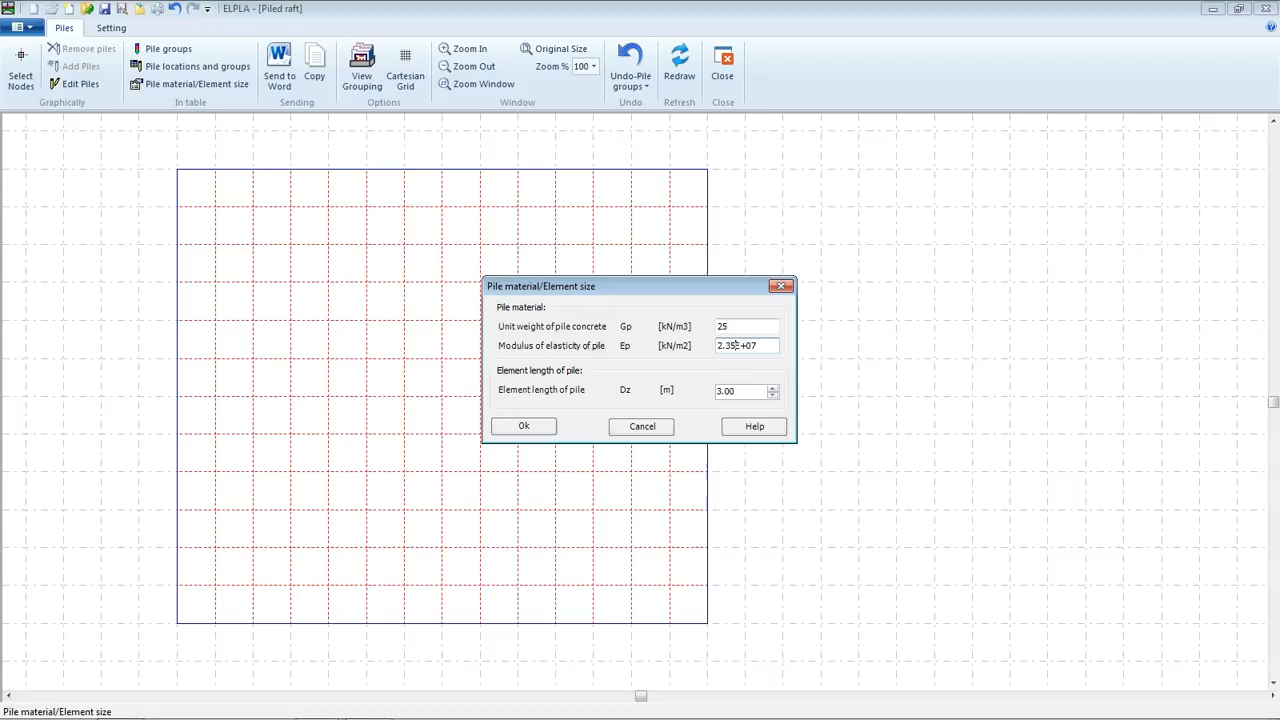 ELPLA - [Piled raft]
Piles
Setting
Select Nodes
Remove piles
Add Piles
Edit Piles
Graphically
Pile groups
Pile locations and groups
Pile material/Element size
In table
Send to Word
Copy
Sending
View Grouping
Cartesian Grid
Options
Zoom In
Zoom Out
Zoom Window
Original Size
Zoom % 100
Window
Undo-Pile groups
Undo
Redraw
Refresh
Close
Close
Pile material/Element size
Pile material:
Unit weight of pile concrete Gp [kN/m3] 25
Modulus of elasticity of pile Ep [kN/m2] 2.35E+07
Element length of pile:
Element length of pile Dz [m] 3.00
Ok
Cancel
Help
Pile material/Element size